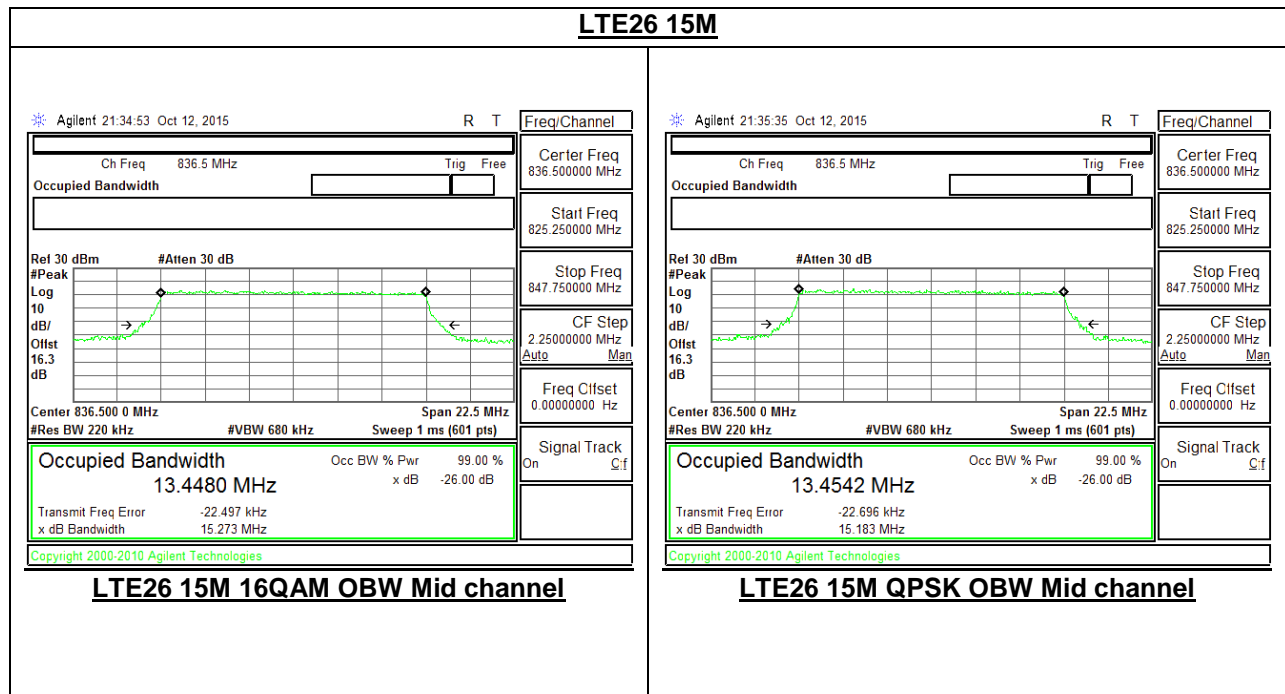 LTE26 15M
Agilent 21:34:53 Oct 12, 2015 R T
Freq/Channel
Ch Freq 836.5 MHz Trig Free
Occupied Bandwidth
Center Freq
836.500000 MHz
Start Freq
825.250000 MHz
Stop Freq
847.750000 MHz
CF Step
2.25000000 MHz
Auto Man
Freq Offset
0.00000000 Hz
Signal Track
On Off
Ref 30 dBm #Atten 30 dB
#Peak
Log
10
dB/
Offst
16.3
dB
Center 836.500 0 MHz Span 22.5 MHz
#Res BW 220 kHz #VBW 680 kHz Sweep 1 ms (601 pts)
Occupied Bandwidth Occ BW % Pwr 99.00 %
13.4480 MHz x dB -26.00 dB
Transmit Freq Error -22.497 kHz
x dB Bandwidth 15.273 MHz
Copyright 2000-2010 Agilent Technologies
LTE26 15M 16QAM OBW Mid channel
Agilent 21:35:35 Oct 12, 2015 R T
Freq/Channel
Ch Freq 836.5 MHz Trig Free
Occupied Bandwidth
Center Freq
836.500000 MHz
Start Freq
825.250000 MHz
Stop Freq
847.750000 MHz
CF Step
2.25000000 MHz
Auto Man
Freq Offset
0.00000000 Hz
Signal Track
On Off
Ref 30 dBm #Atten 30 dB
#Peak
Log
10
dB/
Offst
16.3
dB
Center 836.500 0 MHz Span 22.5 MHz
#Res BW 220 kHz #VBW 680 kHz Sweep 1 ms (601 pts)
Occupied Bandwidth Occ BW % Pwr 99.00 %
13.4542 MHz x dB -26.00 dB
Transmit Freq Error -22.696 kHz
x dB Bandwidth 15.183 MHz
Copyright 2000-2010 Agilent Technologies
LTE26 15M QPSK OBW Mid channel